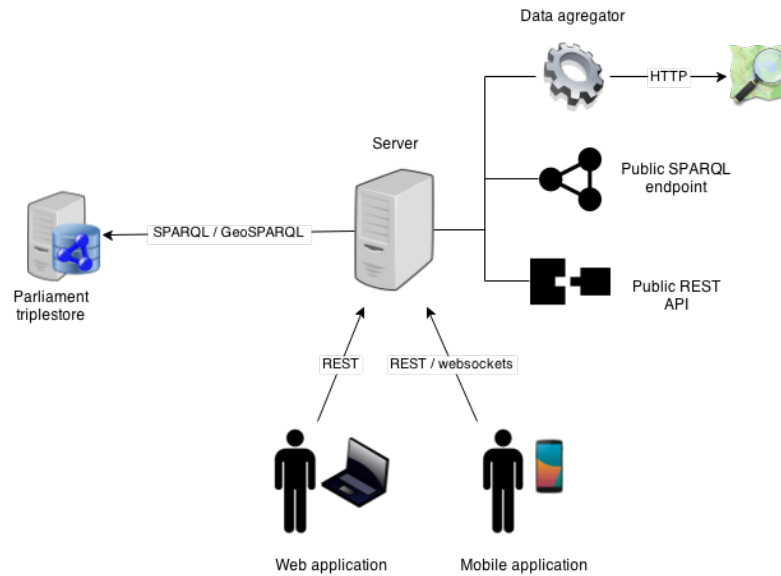 Data agregator
HTTP
Server
Public SPARQL
endpoint
SPARQL / GeoSPARQL
Parliament
triplestore
Public REST
API
REST
REST / websockets
Web application
Mobile application